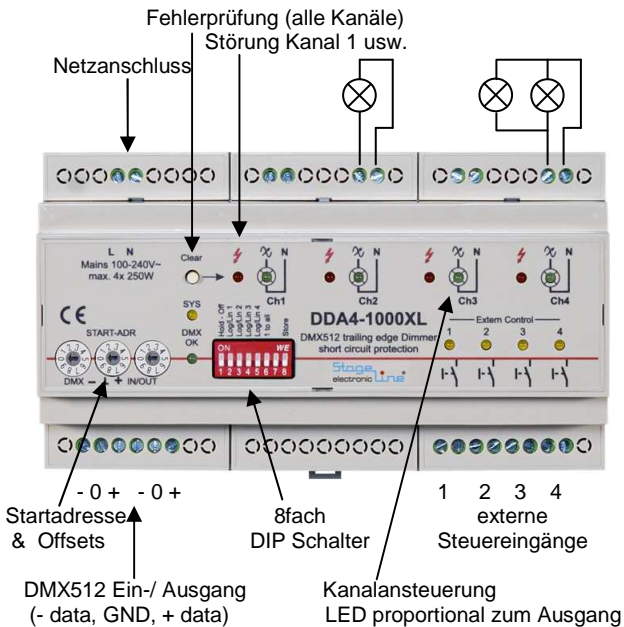 Fehlerprüfung (alle Kanäle)
Störung Kanal 1 usw.
Netzanschluss
L N
Mains 100-240V~
max. 4x 250W
Clear
N
Ch1
N
Ch2
N
Ch3
N
Ch4
CE
SYS
DMX
OK
Hold - Off
Log/Lin 1
Log/Lin 2
Log/Lin 3
Log/Lin 4
1 to all
Store
DDA4-1000XL
DMX512 trailing edge Dimmer
short circuit protection
Extern Control
1 2 3 4
START-ADR
DMX - + IN/OUT
ON WE
1 2 3 4 5 6 7 8
Stage
electronic Line
- 0 + - 0 +
1 2 3 4
Startadresse
& Offsets
8fach
DIP Schalter
externe
Steuereingänge
DMX512 Ein-/ Ausgang
(- data, GND, + data)
Kanalansteuerung
LED proportional zum Ausgang